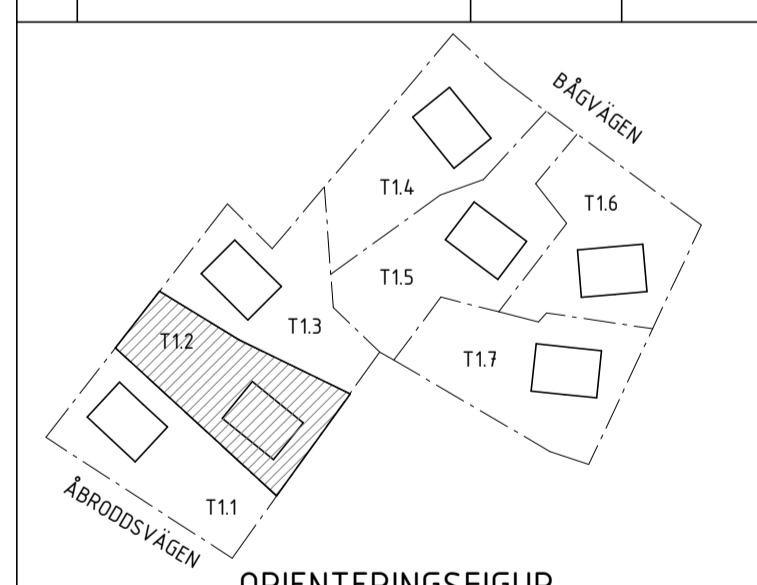 BÅGVÄGEN
T1.4
T1.6
T1.5
T1.3
T1.2
T1.7
T1.1
ÅBRODDSVÄGEN
ORIENTERINGSFIGUR